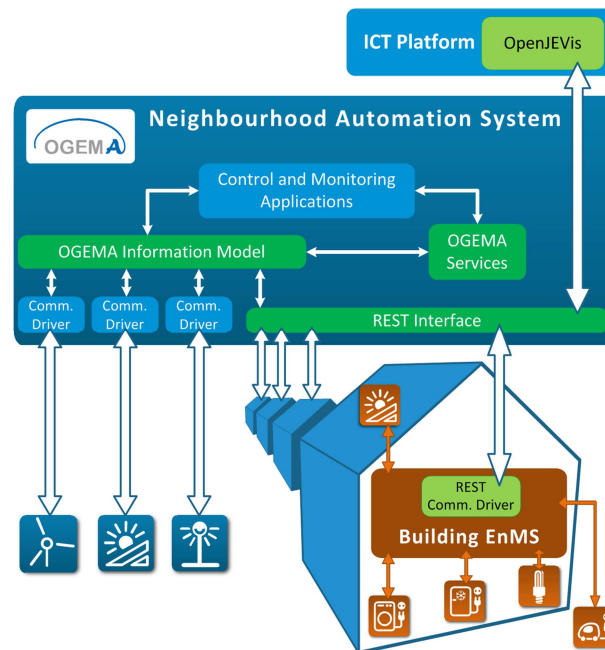 ICT Platform
OpenJEVis
OGEMA
Neighbourhood Automation System
Control and Monitoring
Applications
OGEMA Information Model
OGEMA
Services
Comm.
Driver
Comm.
Driver
Comm.
Driver
REST Interface
REST
Comm. Driver
Building EnMS